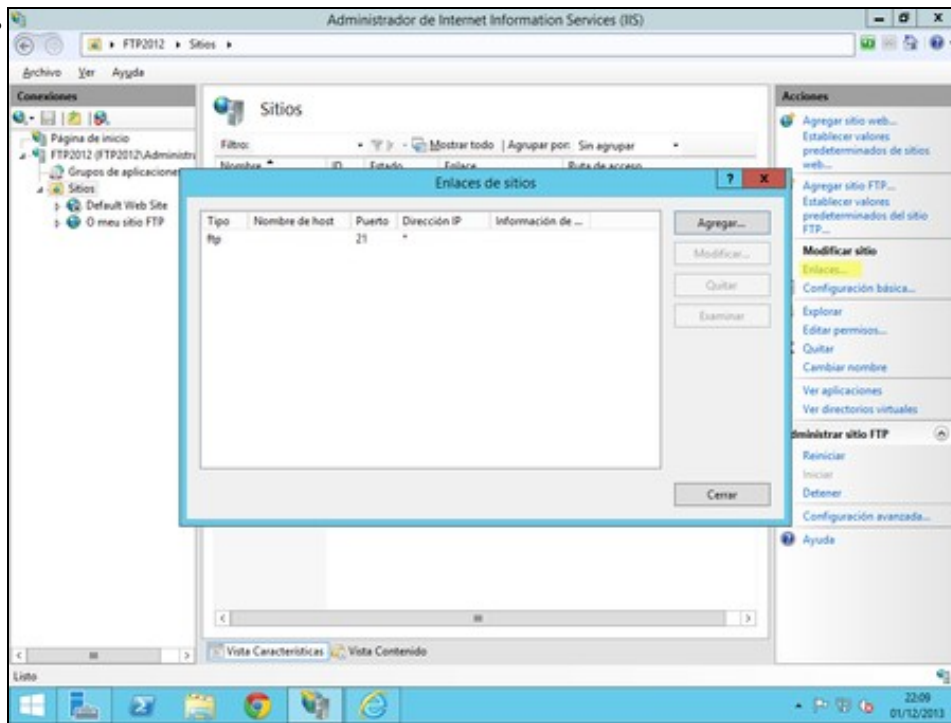 Administrador de Internet Information Services (IIS)
FTP2012 Sitios
Archivo Ver Ayuda
Conexiones
Página de inicio
FTP2012 (FTP2012\Administra
Grupos de aplicaciones
Sitios
Default Web Site
O meu sitio FTP
Sitios
Filtro: Mostrar todo Agrupar por: Sin agrupar
Nombre ID Estado Enlace Ruta de acceso
Enlaces de sitios
Tipo Nombre de host Puerto Dirección IP Información de ...
ftp 21 *
Agregar...
Modificar...
Quitar
Examinar
Cerrar
Vista Características Vista Contenido
Acciones
Agregar sitio web...
Establecer valores
predeterminados de sitios
web...
Agregar sitio FTP...
Establecer valores
predeterminados del sitio
FTP...
Modificar sitio
Enlaces...
Configuración básica...
Explorar
Editar permisos...
Quitar
Cambiar nombre
Ver aplicaciones
Ver directorios virtuales
dministrar sitio FTP
Reiniciar
Iniciar
Detener
Configuración avanzada...
Ayuda
Listo
22:09
01/12/2013